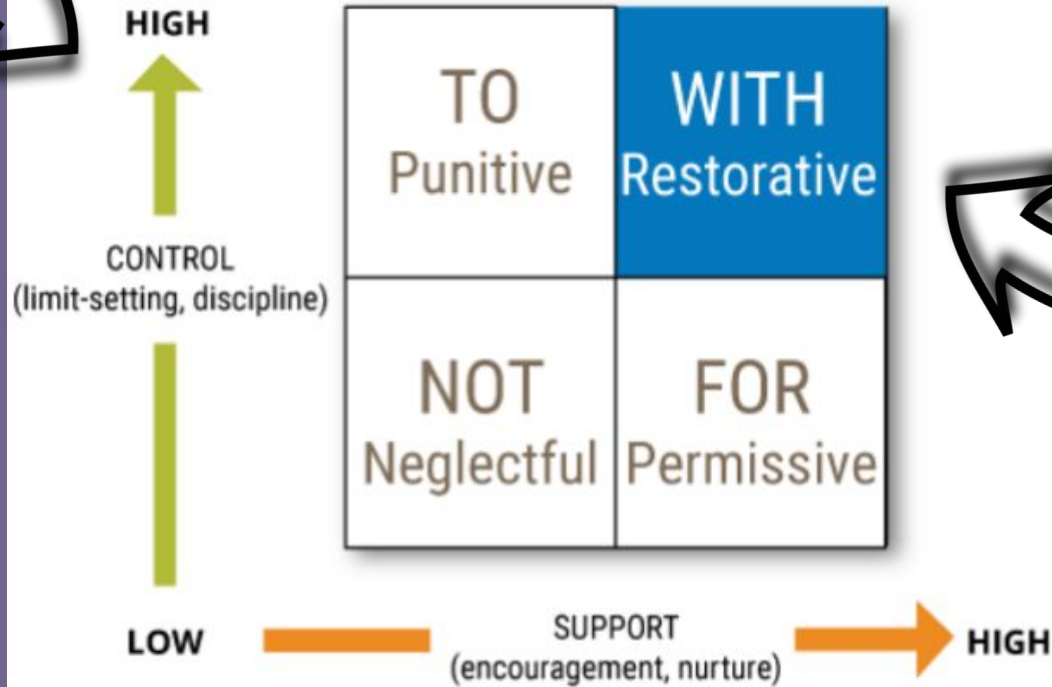 HIGH
TO
Punitive
WITH
Restorative
CONTROL
(limit-setting, discipline)
NOT
Neglectful
FOR
Permissive
LOW
SUPPORT
(encouragement, nurture)
HIGH